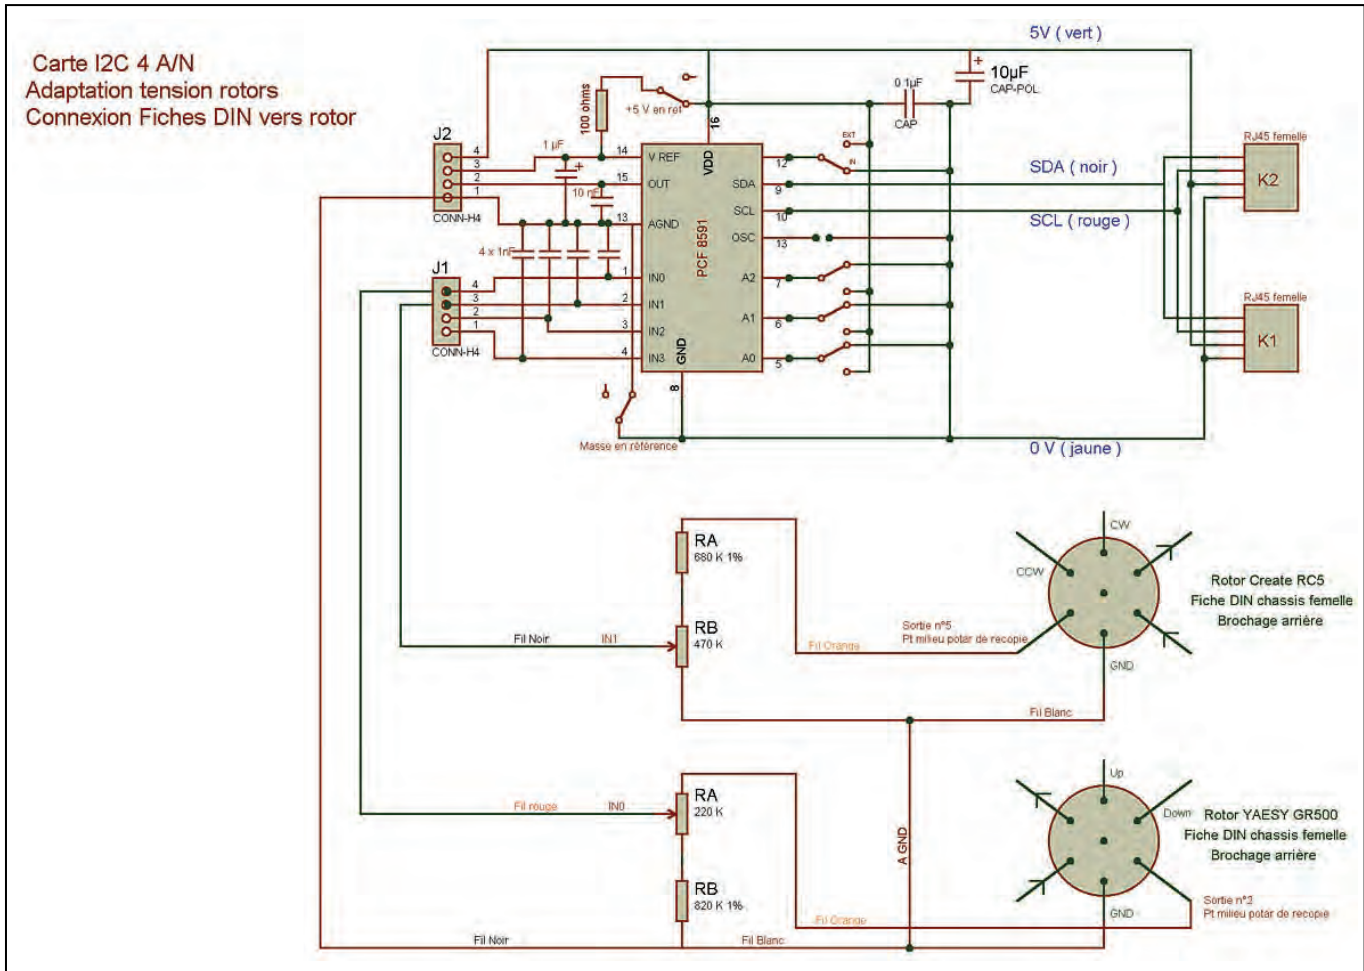 Carte I2C 4 A/N
Adaptation tension rotors
Connexion Fiches DIN vers rotor
5V ( vert )
10µF
CAP-POL
0 1µF
CAP
100 ohms
+5 V en ref
16
VDD
J2
4
3
2
1
CONN-H4
1 µF
10 nF
4 x 1nF
14
V REF
15
OUT
13
AGND
1
IN0
2
IN1
3
IN2
4
IN3
PCF 8591
GND
8
12
EXT
IN
SDA
9
SCL
10
OSC
13
A2
7
A1
6
A0
5
SDA ( noir )
SCL ( rouge )
RJ45 femelle
K2
RJ45 femelle
K1
J1
4
3
2
1
CONN-H4
Masse en référence
0 V ( jaune )
RA
680 K 1%
RB
470 K
Fil Noir
IN1
Fil Orange
Sortie n°5
Pt milieu potar de recopie
CW
CCW
GND
Rotor Create RC5
Fiche DIN chassis femelle
Brochage arrière
Fil Blanc
RA
220 K
RB
820 K 1%
Fil rouge
IN0
A GND
Up
Down
GND
Rotor YAESY GR500
Fiche DIN chassis femelle
Brochage arrière
Sortie n°2
Pt milieu potar de recopie
Fil Orange
Fil Noir
Fil Blanc